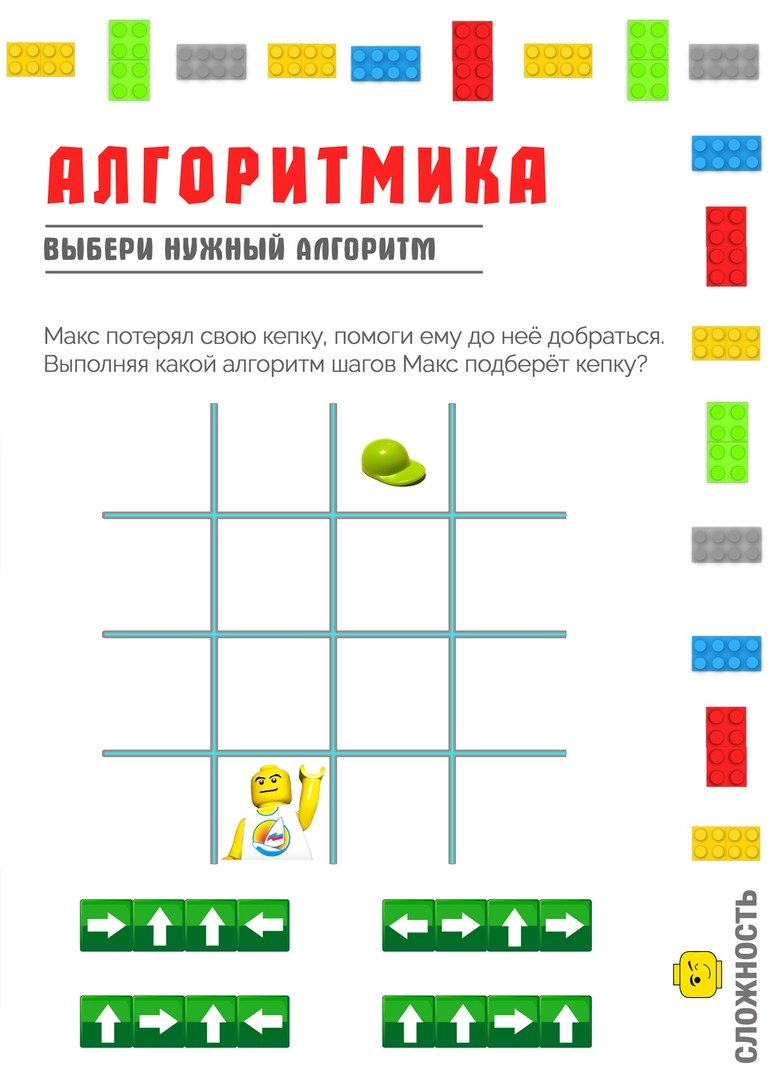 АЛГОРИТМИКА
ВЫБЕРИ НУЖНЫЙ АЛГОРИТМ
Макс потерял свою кепку, помоги ему до неё добраться.
Выполняя какой алгоритм шагов Макс подберёт кепку?
СЛОЖНОСТЬ